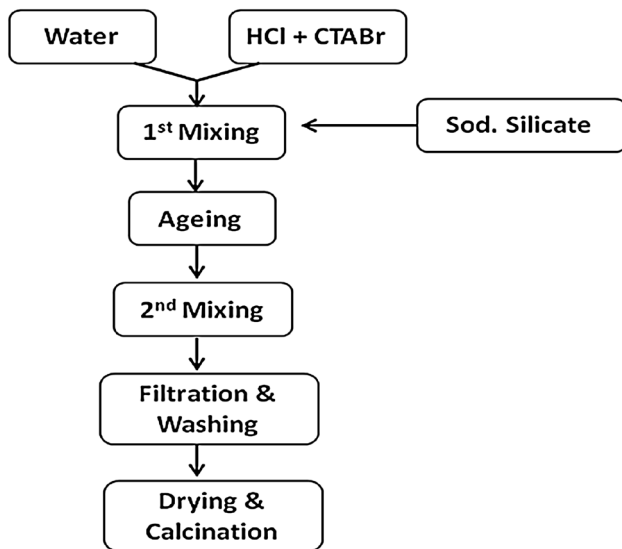 Water
HCl + CTABr
1st Mixing
Sod. Silicate
Ageing
2nd Mixing
Filtration &
Washing
Drying &
Calcination